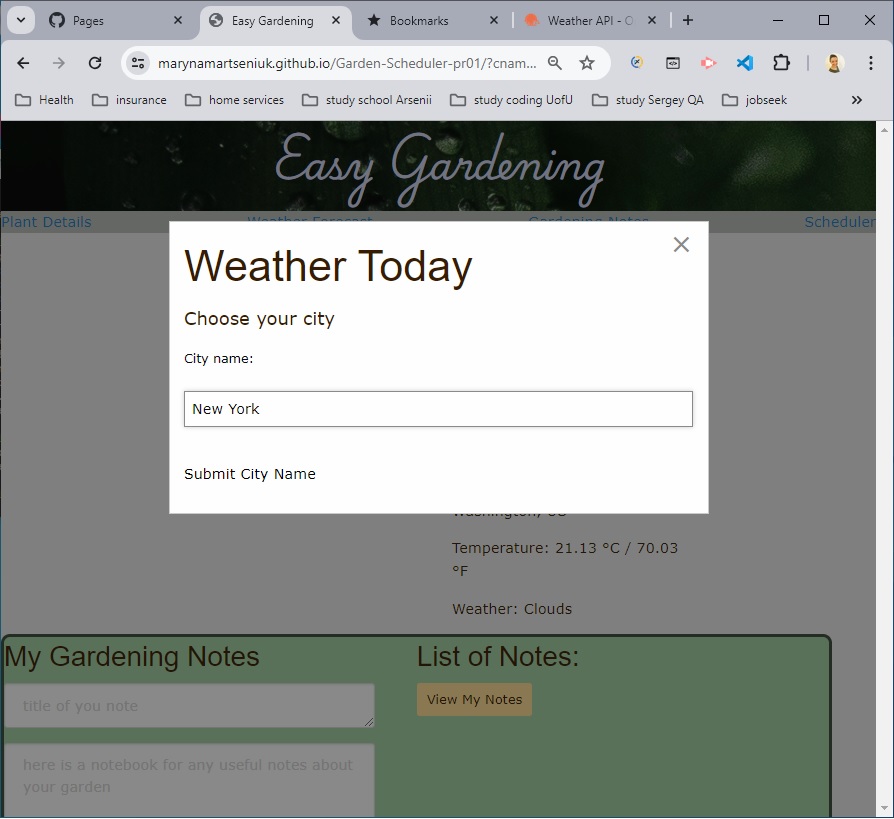 Pages
Easy Gardening
Bookmarks
Weather API - O
marynamartseniuk.github.io/Garden-Scheduler-pr01/?cnam...
Health
insurance
home services
study school Arsenii
study coding UofU
study Sergey QA
jobseek
Easy Gardening
Plant Details
Weather Forecast
Gardening Notes
Scheduler
Weather Today
Choose your city
City name:
New York
Submit City Name
Washington, US
Temperature: 21.13 °C / 70.03
°F
Weather: Clouds
My Gardening Notes
List of Notes:
title of you note
View My Notes
here is a notebook for any useful notes about
your garden